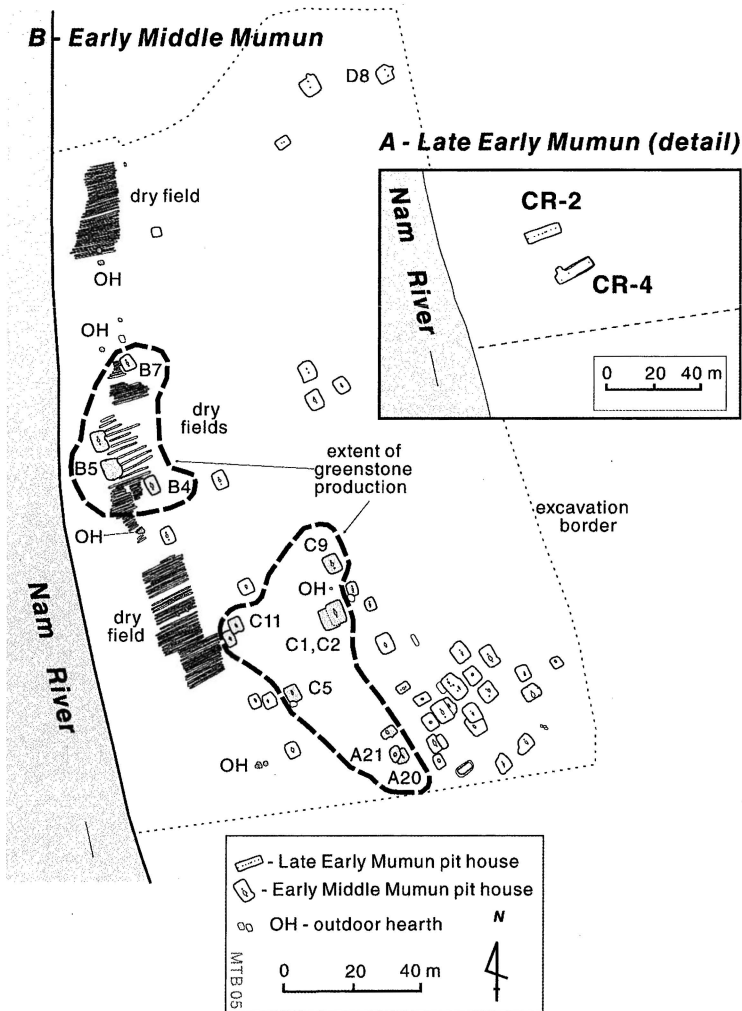 B - Early Middle Mumun
D8
A - Late Early Mumun (detail)
Nam River
CR-2
CR-4
0 20 40 m
dry field
OH
OH
B7
dry
fields
B5
B4
extent of
greenstone
production
excavation
border
OH
C9
OH
dry
field
C11
C1,C2
Nam River
C5
A21
A20
OH
- Late Early Mumun pit house
- Early Middle Mumun pit house
OH - outdoor hearth
N
MTB 05
0 20 40 m